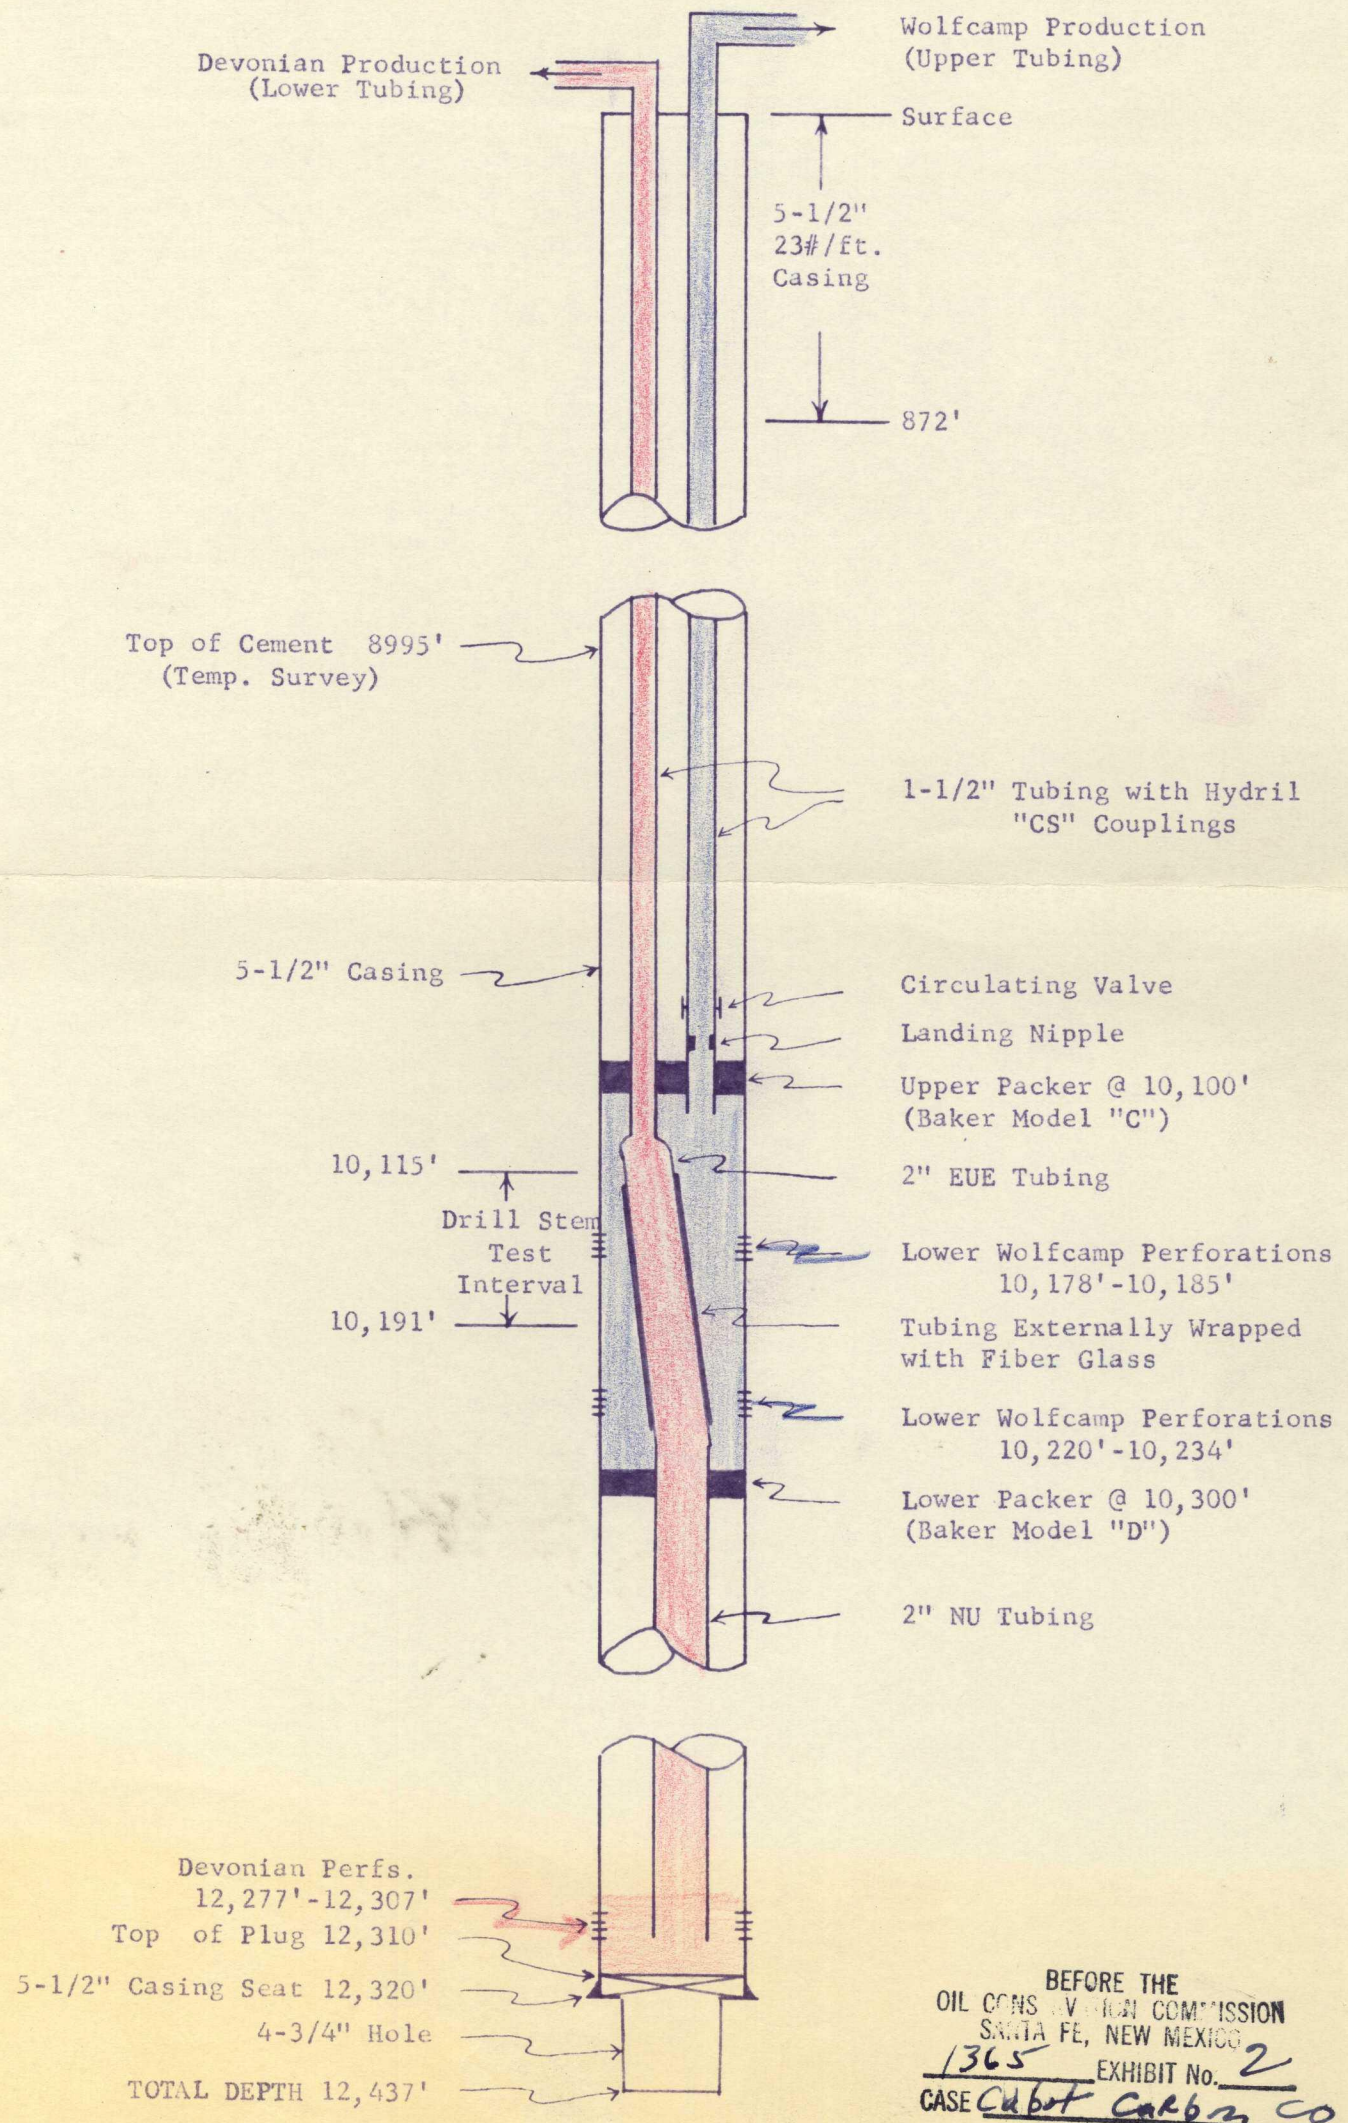 Wolfcamp Production
(Upper Tubing)
Devonian Production
(Lower Tubing)
Surface
5-1/2"
23#/ft.
Casing
872'
Top of Cement 8995'
(Temp. Survey)
1-1/2" Tubing with Hydril
"CS" Couplings
5-1/2" Casing
Circulating Valve
Landing Nipple
Upper Packer @ 10,100'
(Baker Model "C")
10,115'
2" EUE Tubing
Drill Stem
Test
Interval
Lower Wolfcamp Perforations
10,178'-10,185'
10,191'
Tubing Externally Wrapped
with Fiber Glass
Lower Wolfcamp Perforations
10,220'-10,234'
Lower Packer @ 10,300'
(Baker Model "D")
2" NU Tubing
Devonian Perfs.
12,277'-12,307'
Top of Plug 12,310'
5-1/2" Casing Seat 12,320'
4-3/4" Hole
TOTAL DEPTH 12,437'
BEFORE THE
OIL COMMISSION
SANTA FE, NEW MEXICO
1365 EXHIBIT No. 2
CASE Cabot Carbon CO